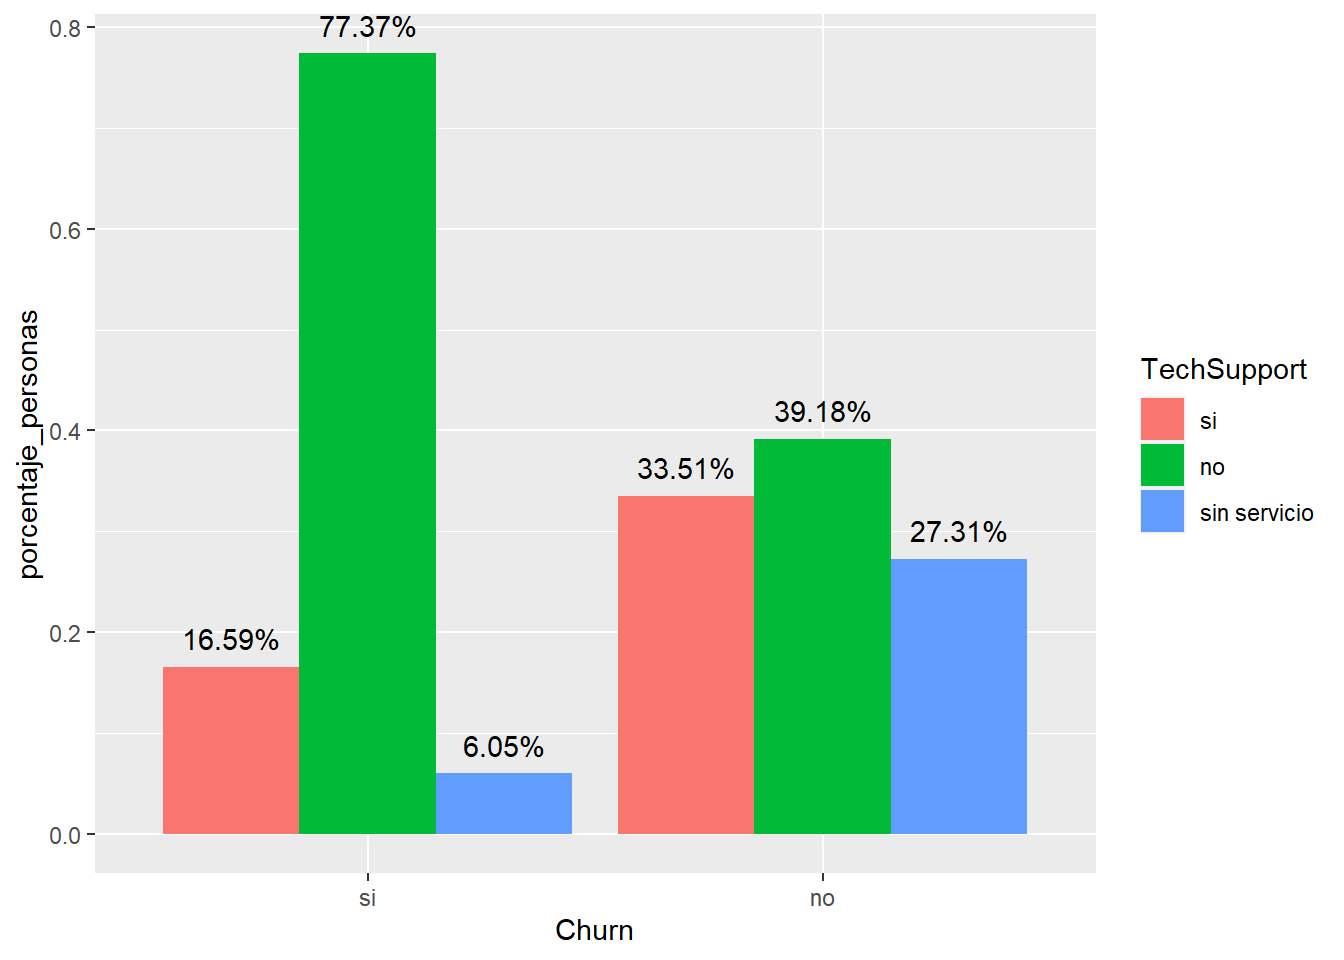 0.8
0.6
0.4
0.2
0.0
porcentaje_personas
77.37%
16.59%
6.05%
33.51%
39.18%
27.31%
si
no
Churn
TechSupport
si
no
sin servicio